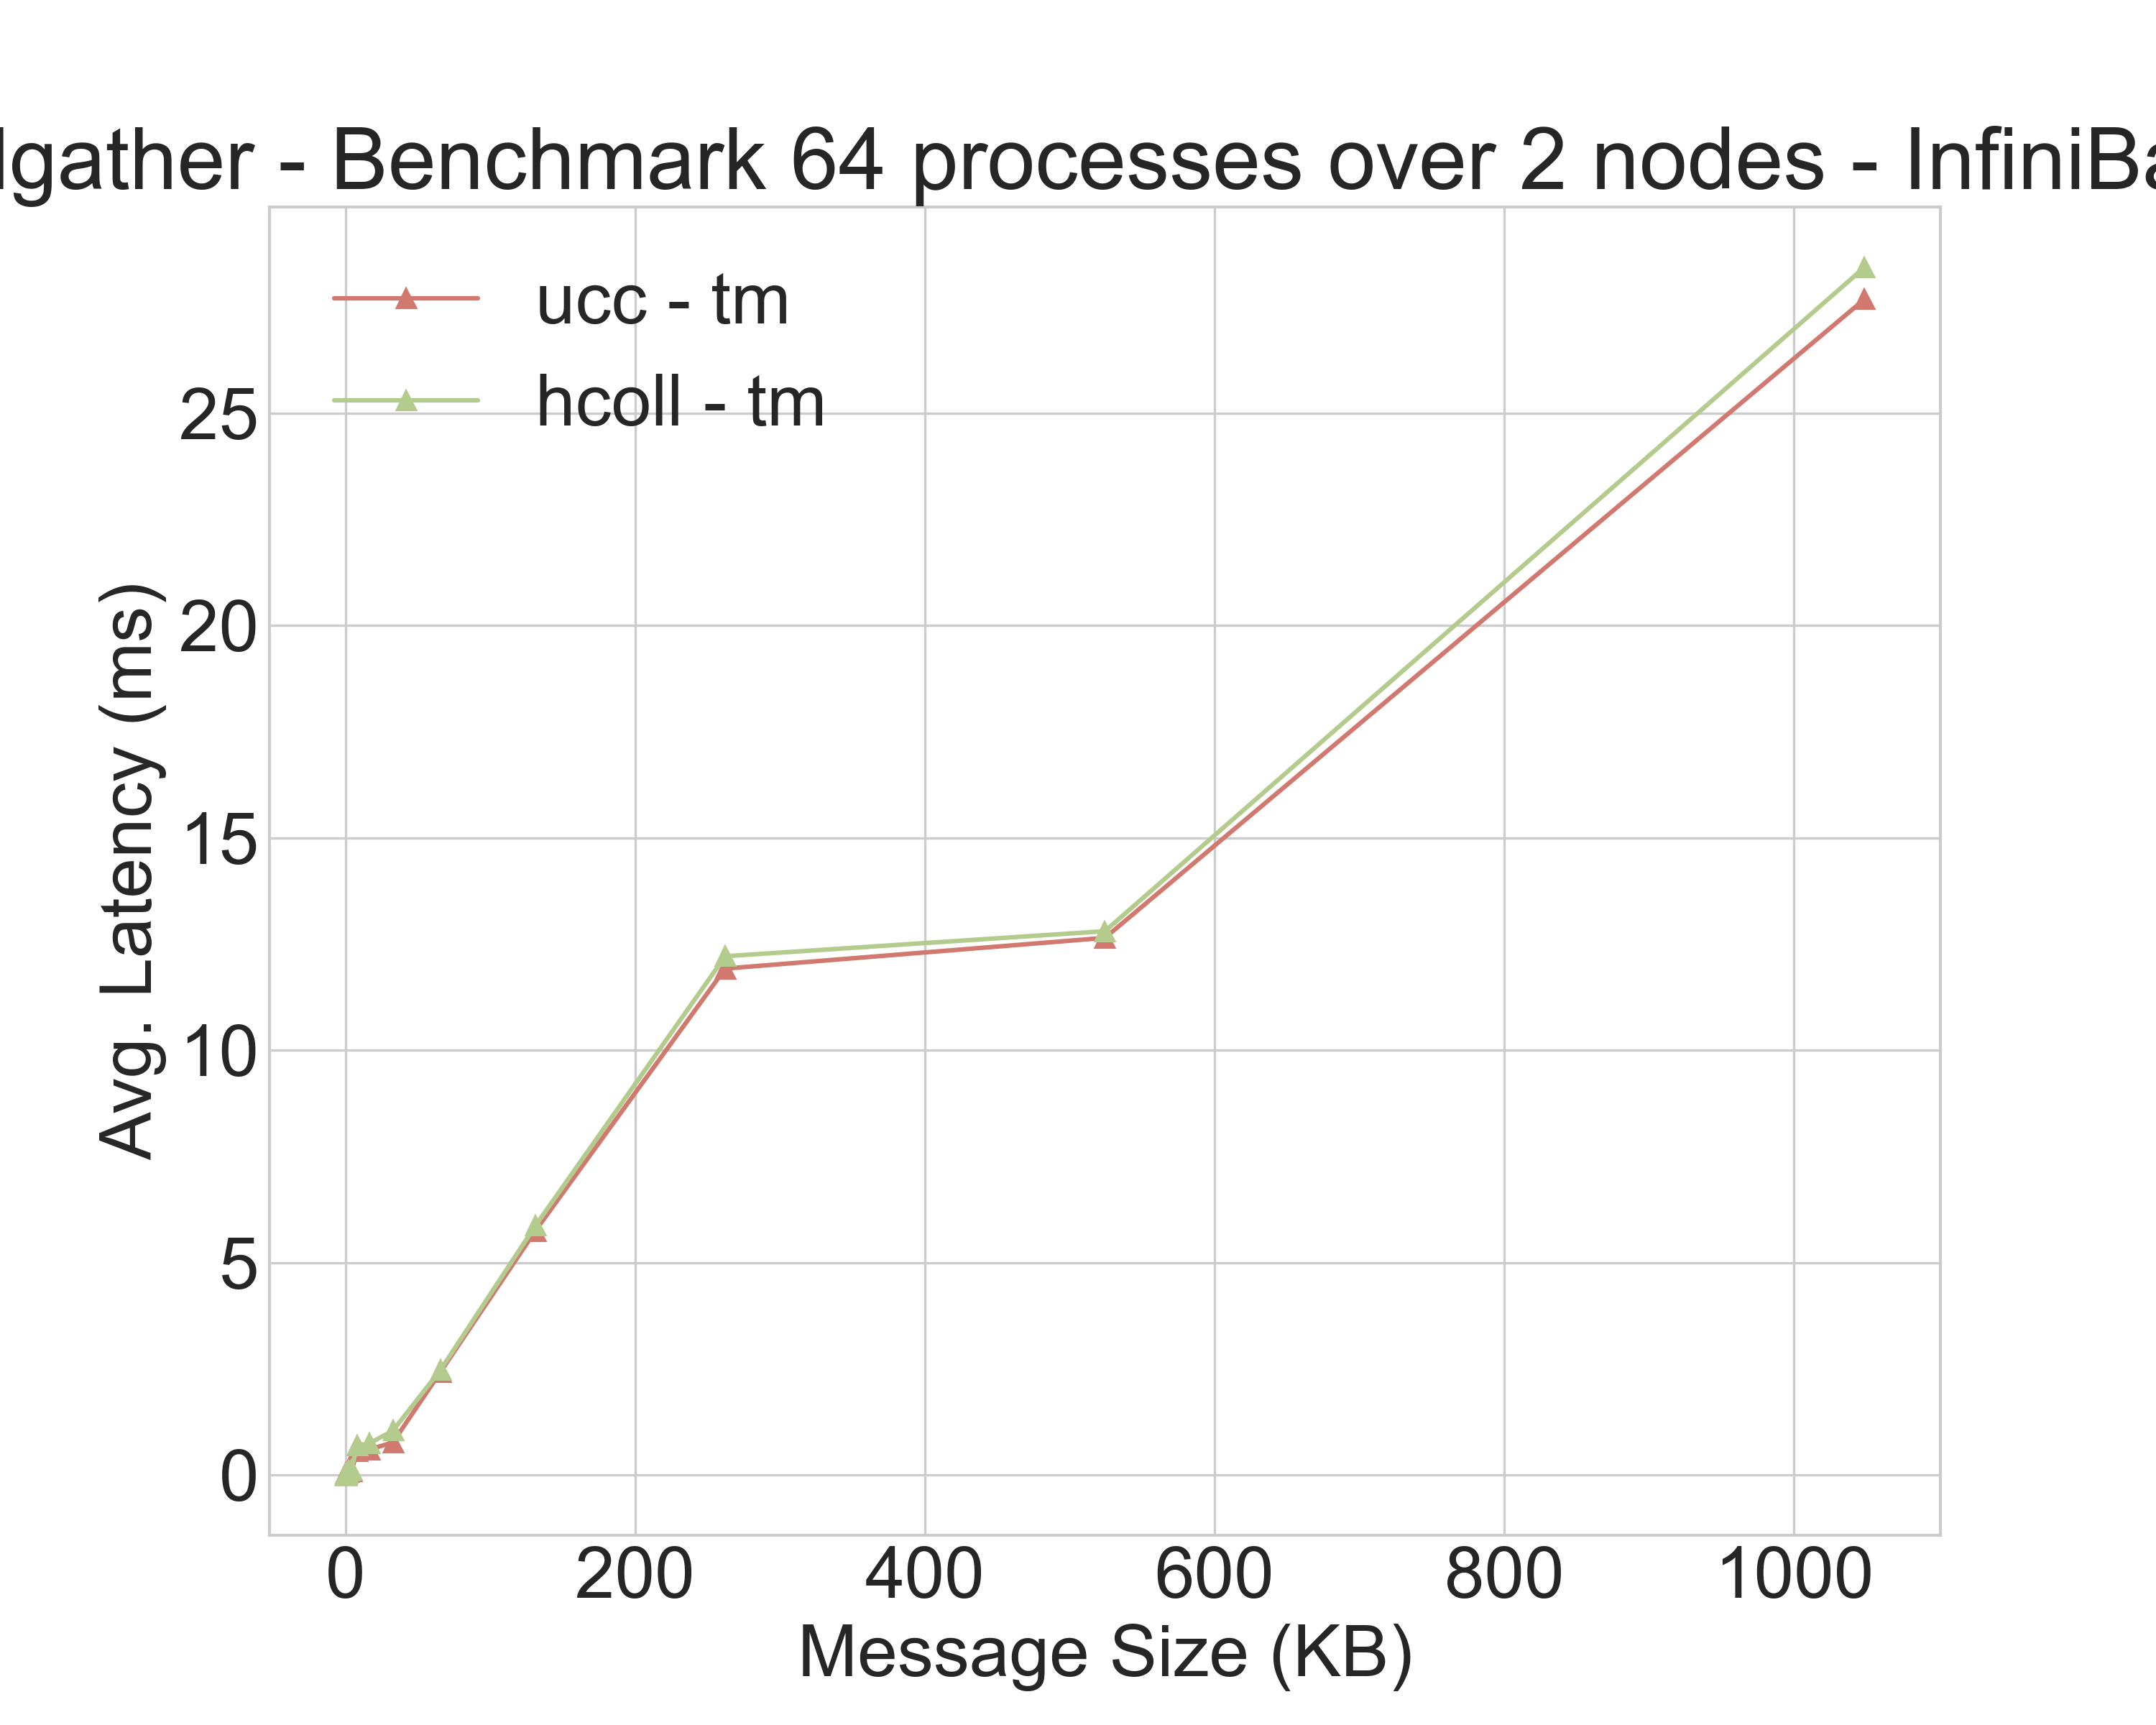 lgather - Benchmark 64 processes over 2 nodes - InfiniBa
ucc - tm
hcoll - tm
25
20
15
10
5
0
Avg. Latency (ms)
0 200 400 600 800 1000
Message Size (KB)